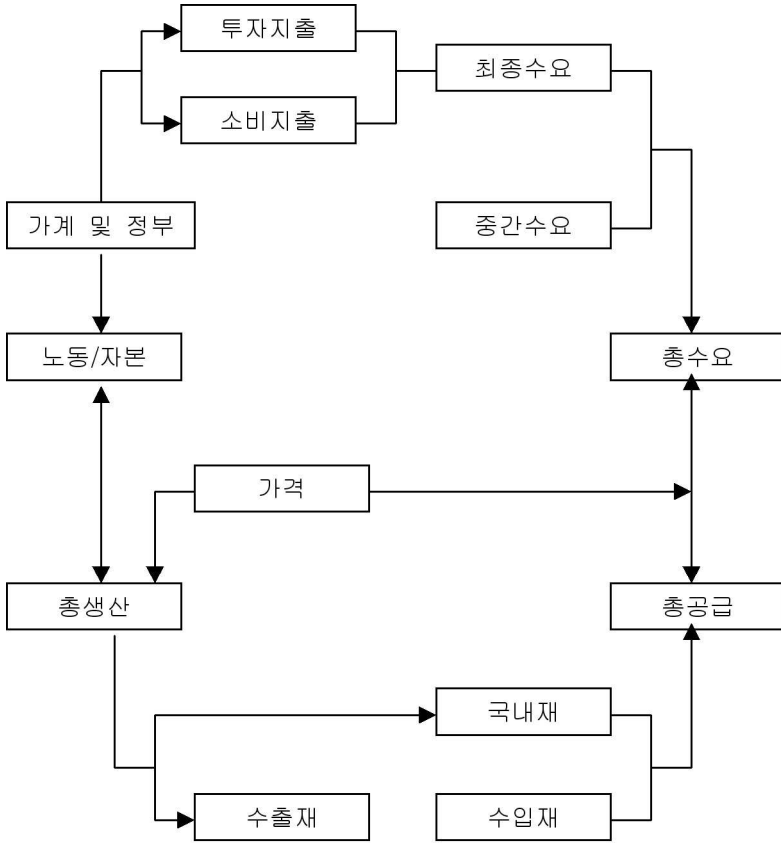 투자지출
최종수요
소비지출
가계 및 정부
중간수요
노동/자본
총수요
가격
총생산
총공급
국내재
수출재
수입재